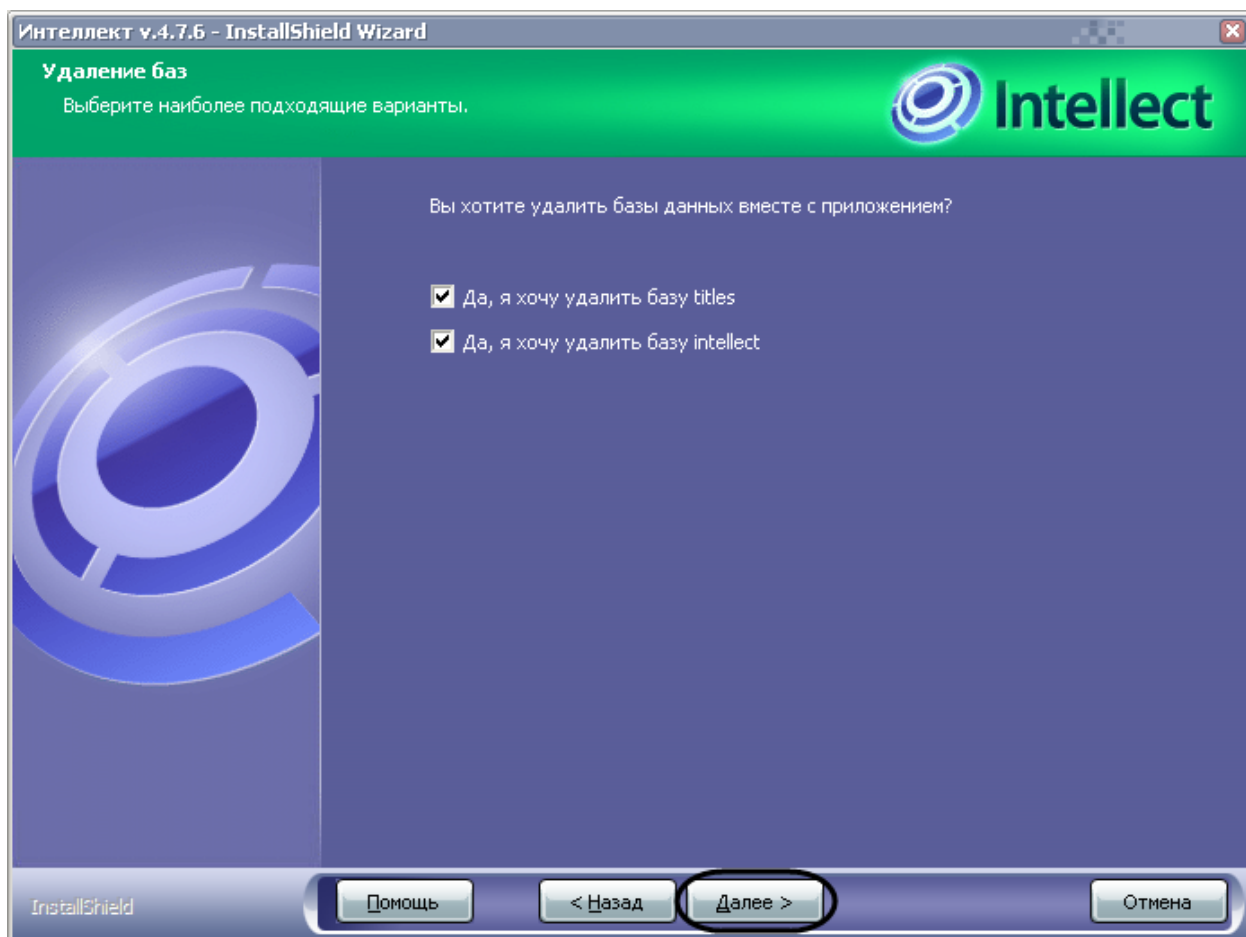 Интеллект v.4.7.6 - InstallShield Wizard
Удаление баз
Выберите наиболее подходящие варианты.
Intellect
Вы хотите удалить базы данных вместе с приложением?
Да, я хочу удалить базу titles
Да, я хочу удалить базу intellect
InstallShield
Помощь
< Назад
Далее >
Отмена